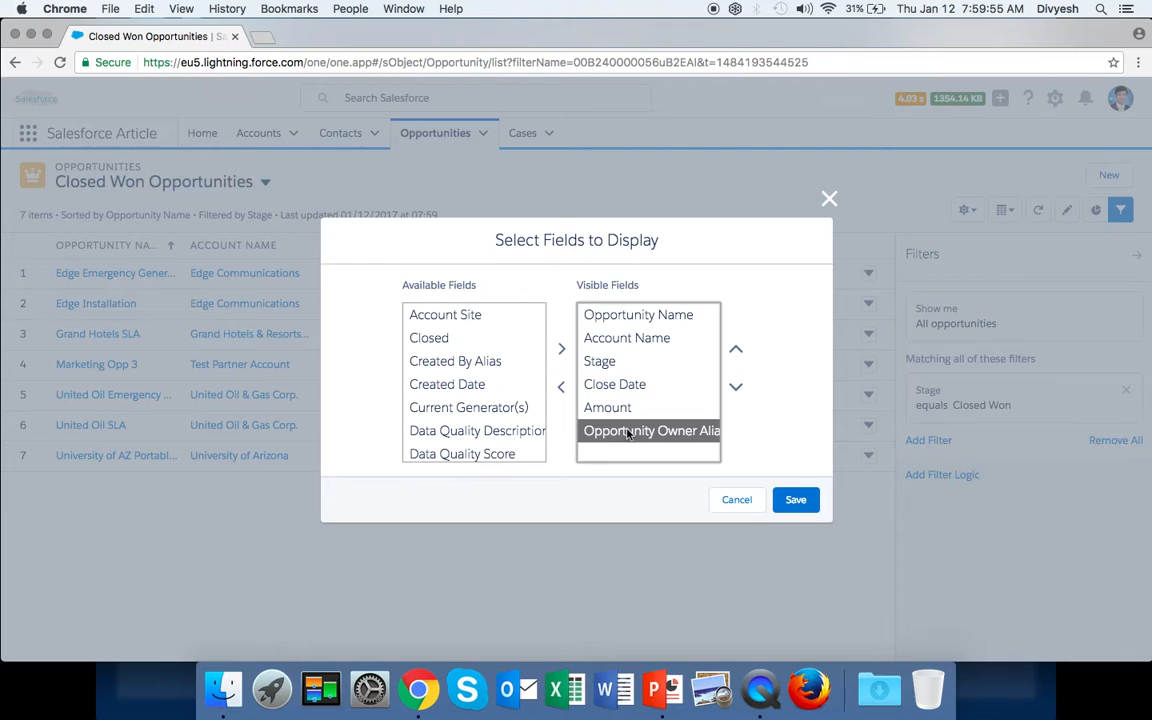 Chrome File Edit View History Bookmarks People Window Help 31% Thu Jan 12 7:59:55 AM Divyesh
Closed Won Opportunities | Sa
Secure https://eu5.lightning.force.com/one/one.app#/sObject/Opportunity/list?filterName=00B240000056uB2EAI&t=1484193544525
Salesforce Search Salesforce 4.03 s 1354.14 KB
Salesforce Article Home Accounts Contacts Opportunities Cases
OPPORTUNITIES
Closed Won Opportunities New
7 items • Sorted by Opportunity Name • Filtered by Stage • Last updated 01/12/2017 at 07:59
OPPORTUNITY NA... ACCOUNT NAME
1 Edge Emergency Gener... Edge Communications
2 Edge Installation Edge Communications
3 Grand Hotels SLA Grand Hotels & Resorts...
4 Marketing Opp 3 Test Partner Account
5 United Oil Emergency ... United Oil & Gas Corp.
6 United Oil SLA United Oil & Gas Corp.
7 University of AZ Portabl... University of Arizona
Select Fields to Display
Available Fields
Account Site
Closed
Created By Alias
Created Date
Current Generator(s)
Data Quality Description
Data Quality Score
Visible Fields
Opportunity Name
Account Name
Stage
Close Date
Amount
Opportunity Owner Alia
Cancel Save
Filters
Show me
All opportunities
Matching all of these filters
Stage
equals Closed Won
Add Filter Remove All
Add Filter Logic